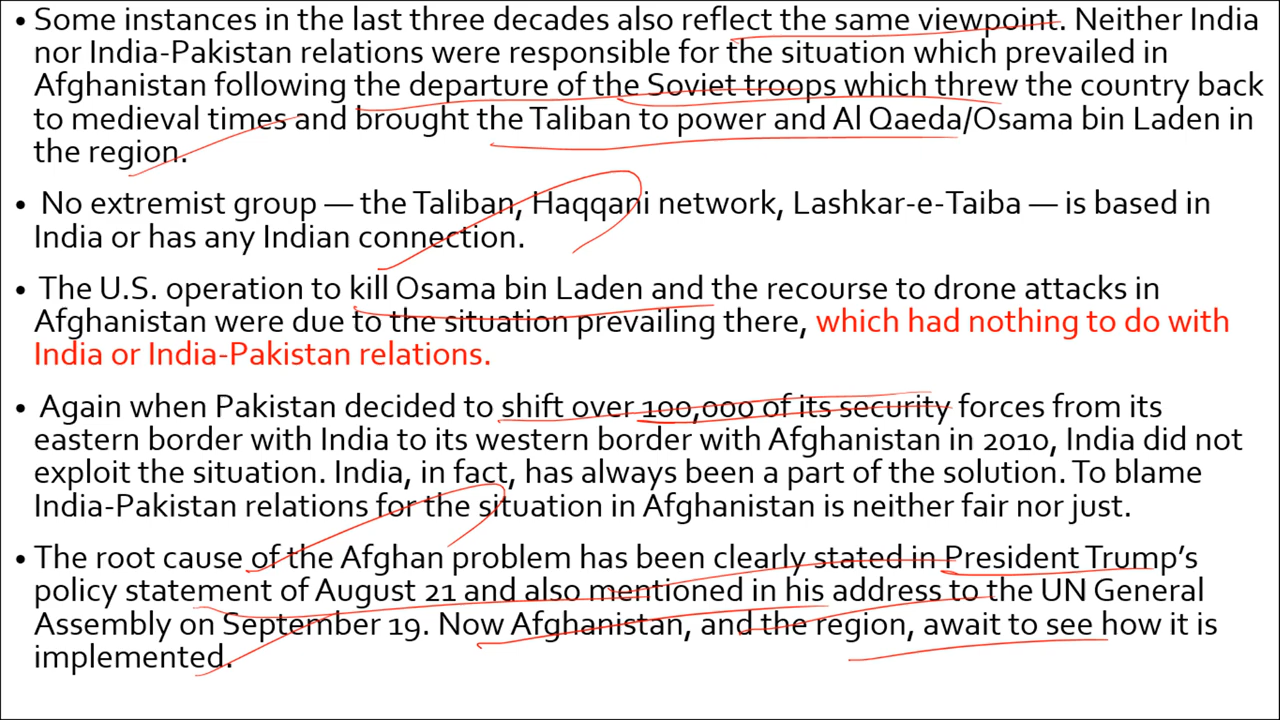 • Some instances in the last three decades also reflect the same viewpoint. Neither India
nor India-Pakistan relations were responsible for the situation which prevailed in
Afghanistan following the departure of the Soviet troops which threw the country back
to medieval times and brought the Taliban to power and Al Qaeda/Osama bin Laden in
the region.
• No extremist group — the Taliban, Haqqani network, Lashkar-e-Taiba — is based in
India or has any Indian connection.
• The U.S. operation to kill Osama bin Laden and the recourse to drone attacks in
Afghanistan were due to the situation prevailing there, which had nothing to do with
India or India-Pakistan relations.
• Again when Pakistan decided to shift over 100,000 of its security forces from its
eastern border with India to its western border with Afghanistan in 2010, India did not
exploit the situation. India, in fact, has always been a part of the solution. To blame
India-Pakistan relations for the situation in Afghanistan is neither fair nor just.
• The root cause of the Afghan problem has been clearly stated in President Trump's
policy statement of August 21 and also mentioned in his address to the UN General
Assembly on September 19. Now Afghanistan, and the region, await to see how it is
implemented.